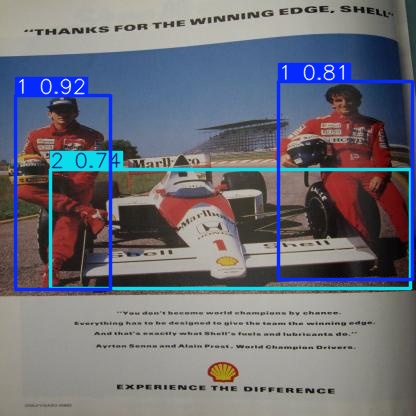 "THANKS FOR THE WINNING EDGE, SHELL"
1 0.92
1 0.81
2 0.74
Marlboro
Marlboro
HONDA
1
Shell
Shell
"You don't become world champions by chance.
Everything has to be designed to give the team the winning edge.
And that's exactly what Shell's fuels and lubricants do."
Ayrton Senna and Alain Prost, World Champion Drivers.
EXPERIENCE THE DIFFERENCE